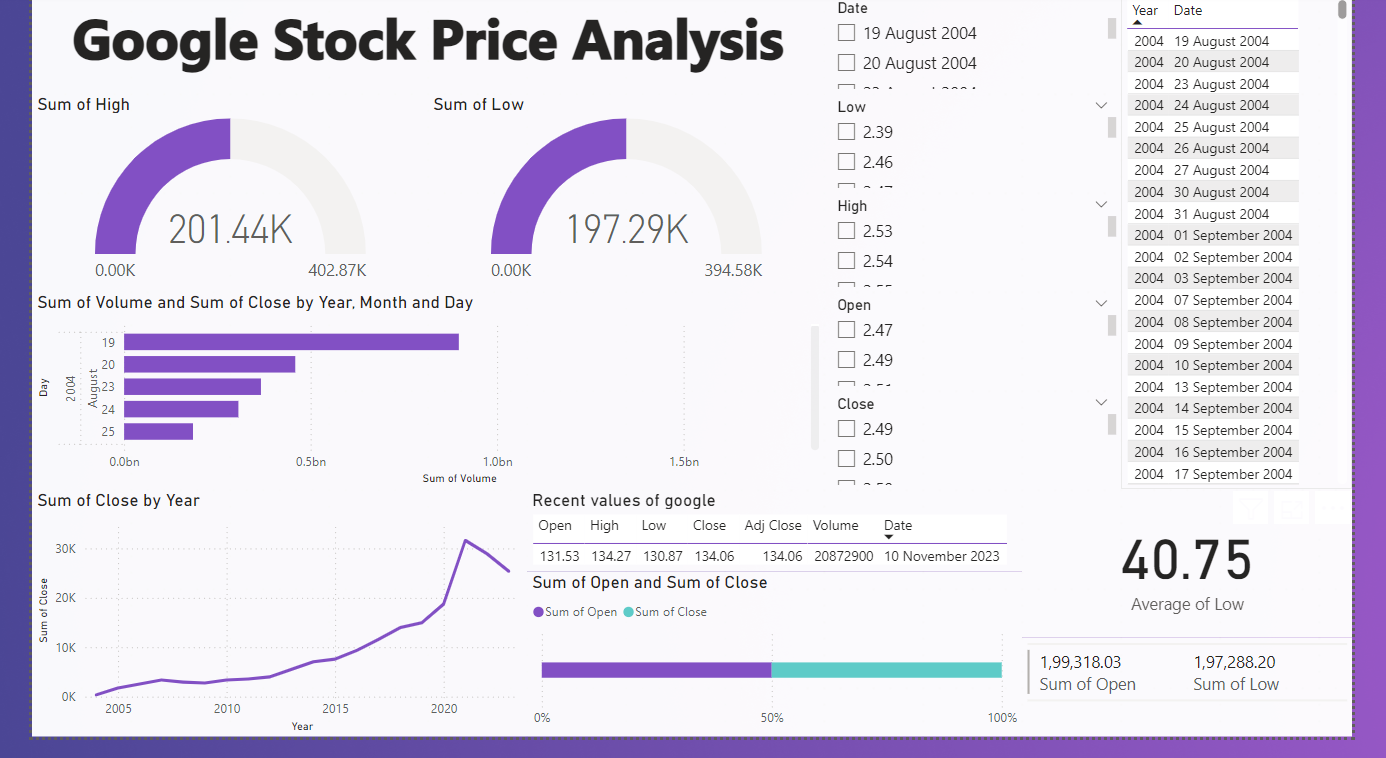 Google Stock Price Analysis
Sum of High
201.44K
0.00K
402.87K
Sum of Low
197.29K
0.00K
394.58K
Sum of Volume and Sum of Close by Year, Month and Day
Day
2004
August
19
20
23
24
25
0.0bn
0.5bn
1.0bn
1.5bn
Sum of Volume
Sum of Close by Year
Sum of Close
30K
20K
10K
0K
2005
2010
2015
2020
Year
Date
19 August 2004
20 August 2004
Low
2.39
2.46
High
2.53
2.54
Open
2.47
2.49
Close
2.49
2.50
Year Date
2004 19 August 2004
2004 20 August 2004
2004 23 August 2004
2004 24 August 2004
2004 25 August 2004
2004 26 August 2004
2004 27 August 2004
2004 30 August 2004
2004 31 August 2004
2004 01 September 2004
2004 02 September 2004
2004 03 September 2004
2004 07 September 2004
2004 08 September 2004
2004 09 September 2004
2004 10 September 2004
2004 13 September 2004
2004 14 September 2004
2004 15 September 2004
2004 16 September 2004
2004 17 September 2004
Recent values of google
Open High Low Close Adj Close Volume Date
131.53 134.27 130.87 134.06 134.06 20872900 10 November 2023
Sum of Open and Sum of Close
Sum of Open Sum of Close
0%
50%
100%
40.75
Average of Low
1,99,318.03
Sum of Open
1,97,288.20
Sum of Low